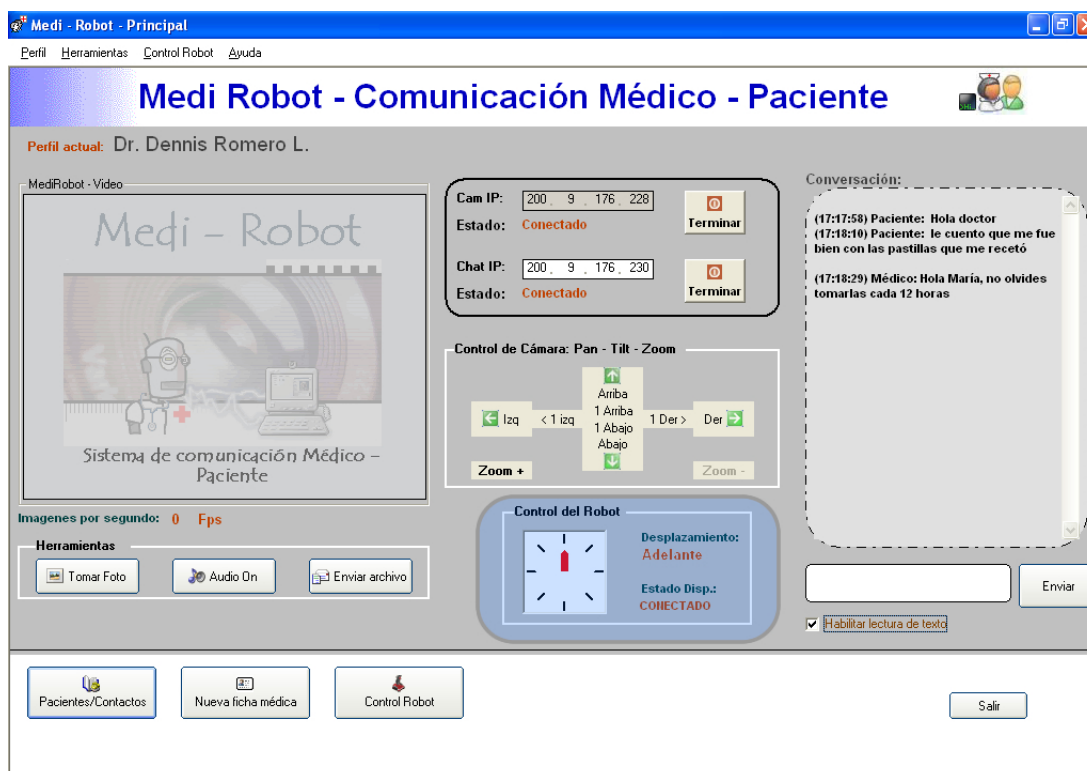 Medi - Robot - Principal
Perfil Herramientas Control Robot Ayuda
Medi Robot - Comunicación Médico - Paciente
Perfil actual: Dr. Dennis Romero L.
MediRobot - Video
Medi - Robot
Sistema de comunicación Médico -
Paciente
Imagenes por segundo: 0 Fps
Herramientas
Tomar Foto
Audio On
Enviar archivo
Cam IP: 200 . 9 . 176 . 228
Estado: Conectado
Terminar
Chat IP: 200 . 9 . 176 . 230
Estado: Conectado
Terminar
Control de Cámara: Pan - Tilt - Zoom
Arriba
1 Arriba
Izq < 1 izq 1 Der > Der
1 Abajo
Abajo
Zoom + Zoom -
Control del Robot
Desplazamiento:
Adelante
Estado Disp.:
CONECTADO
Conversación:
(17:17:58) Paciente: Hola doctor
(17:18:10) Paciente: le cuento que me fue
bien con las pastillas que me recetó
(17:18:29) Médico: Hola María, no olvides
tomarlas cada 12 horas
Enviar
Habilitar lectura de texto
Pacientes/Contactos
Nueva ficha médica
Control Robot
Salir